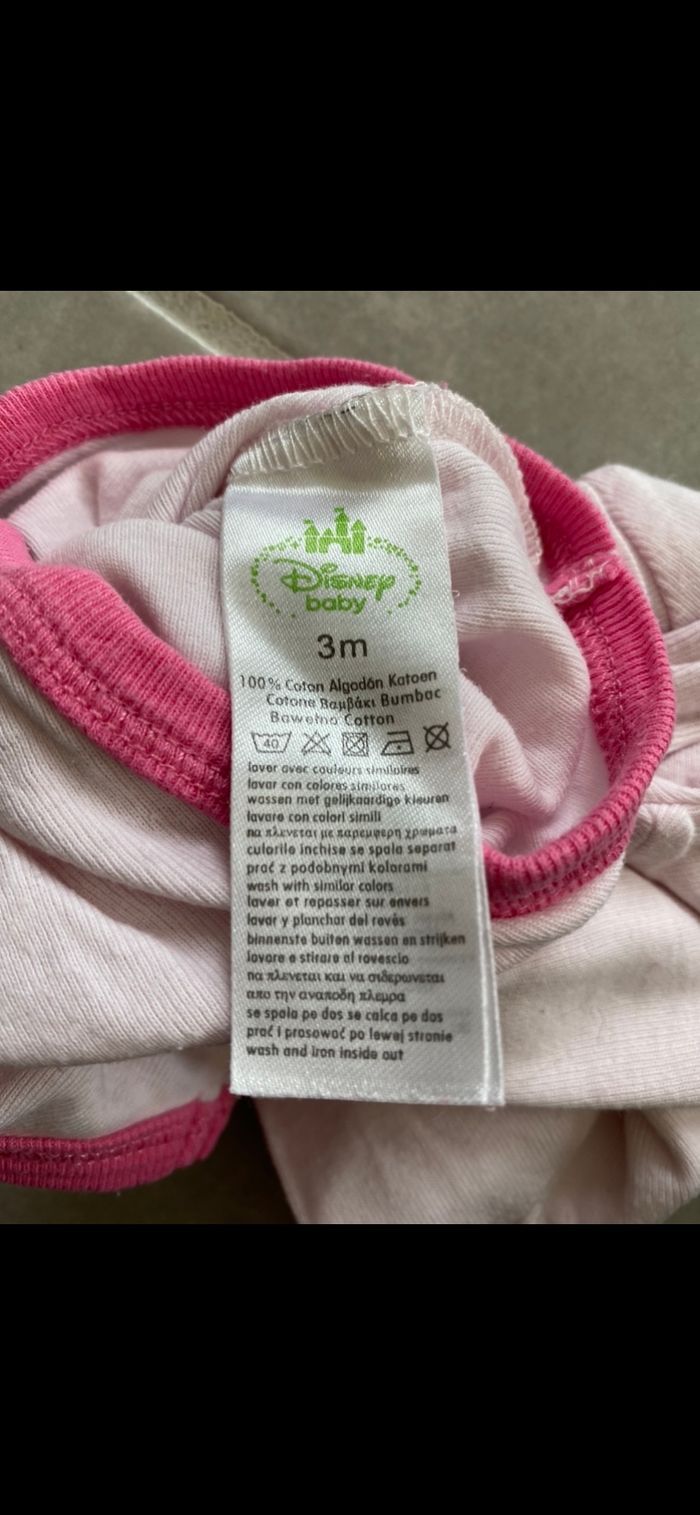 Disney
baby
3m
100% Coton Algodón Katoen
Cotone Βαμβάκι Bumbac
Bawełna Cotton
40
laver avec couleurs similaires
lavar con colores similares
wassen met gelijkaardige kleuren
lavare con colori simili
να πλενεται με παρεμφερη χρωματα
culorile inchise se spala separat
prać z podobnymi kolorami
wash with similar colors
laver et repasser sur envers
lavar y planchar del revés
binnenste buiten wassen en strijken
lavare e stirare al rovescio
να πλενεται και να σιδερωνεται
απο την αναποδη πλευρα
se spala pe dos se calca pe dos
prać i prasować po lewej stronie
wash and iron inside out